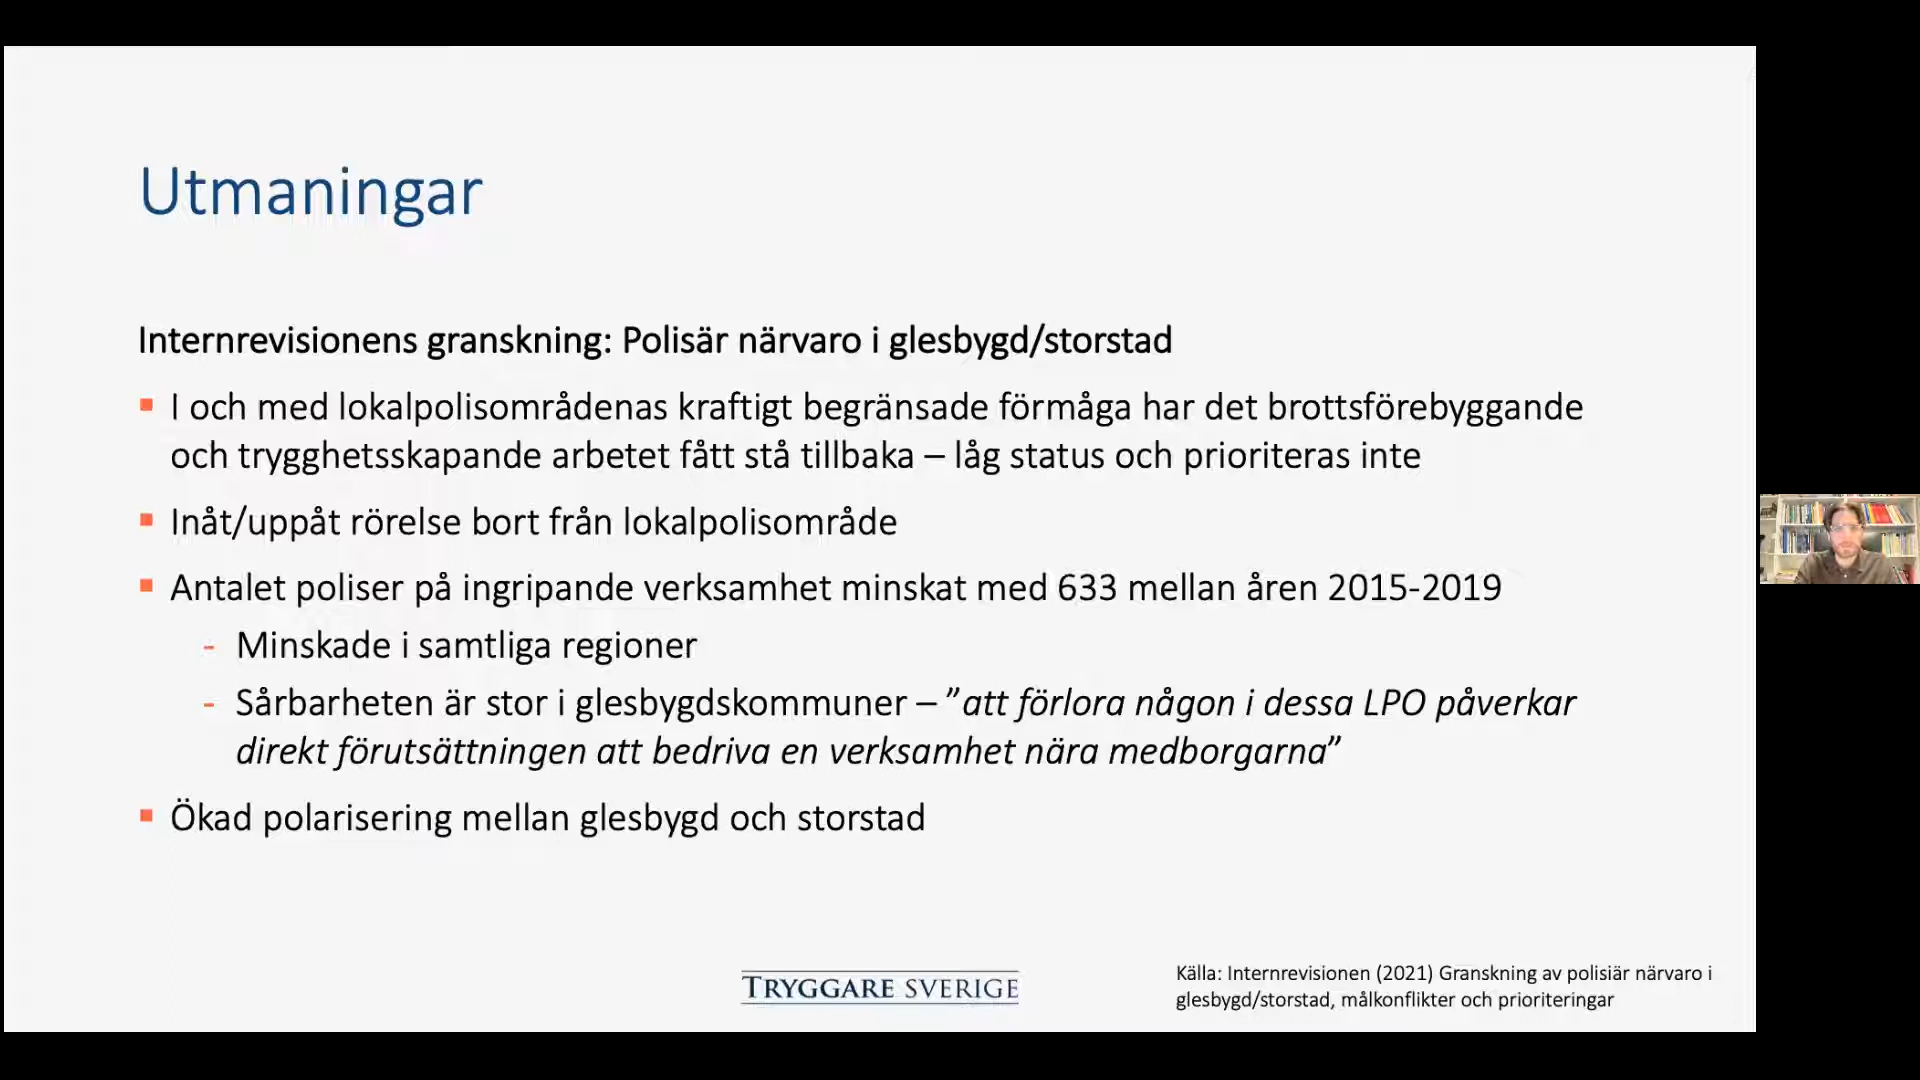 Utmaningar
Internrevisionens granskning: Polisär närvaro i glesbygd/storstad
▪ I och med lokalpolisområdenas kraftigt begränsade förmåga har det brottsförebyggande
och trygghetsskapande arbetet fått stå tillbaka – låg status och prioriteras inte
▪ Inåt/uppåt rörelse bort från lokalpolisområde
▪ Antalet poliser på ingripande verksamhet minskat med 633 mellan åren 2015-2019
- Minskade i samtliga regioner
- Sårbarheten är stor i glesbygdskommuner – ”att förlora någon i dessa LPO påverkar
direkt förutsättningen att bedriva en verksamhet nära medborgarna”
▪ Ökad polarisering mellan glesbygd och storstad
TRYGGARE SVERIGE
Källa: Internrevisionen (2021) Granskning av polisiär närvaro i
glesbygd/storstad, målkonflikter och prioriteringar